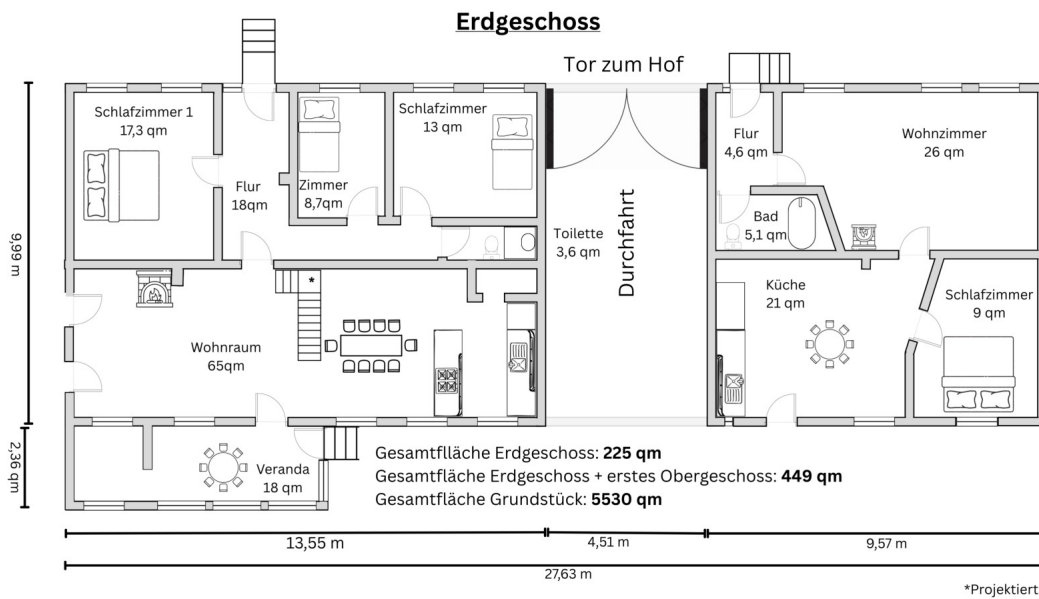 Erdgeschoss
Tor zum Hof
Schlafzimmer 1
17,3 qm
Flur
18qm
Zimmer
8,7qm
Schlafzimmer
13 qm
Toilette
3,6 qm
Durchfahrt
Flur
4,6 qm
Wohnzimmer
26 qm
Bad
5,1 qm
Küche
21 qm
Schlafzimmer
9 qm
Wohnraum
65qm
*
Veranda
18 qm
9,99 m
2,36 qm
Gesamtflläche Erdgeschoss: 225 qm
Gesamtfläche Erdgeschoss + erstes Obergeschoss: 449 qm
Gesamtfläche Grundstück: 5530 qm
13,55 m
4,51 m
9,57 m
27,63 m
*Projektiert